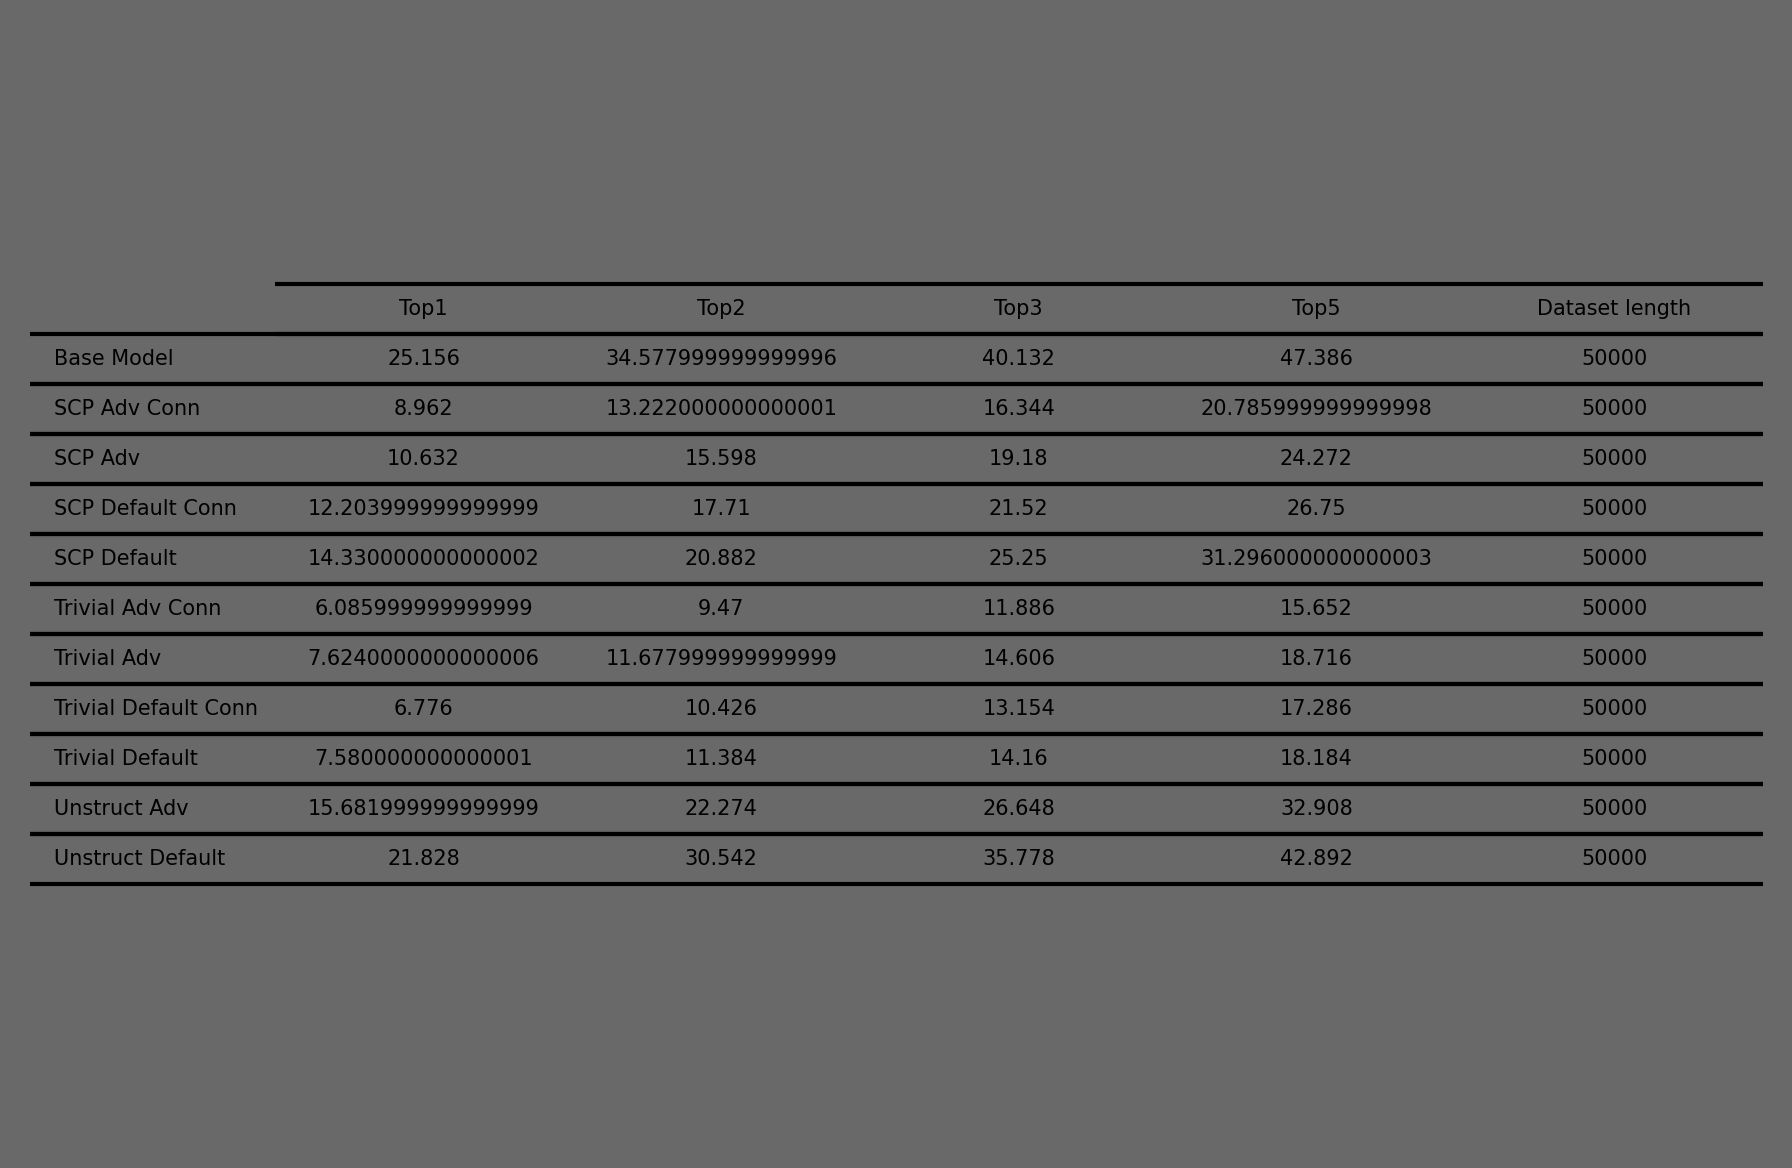 Top1 Top2 Top3 Top5 Dataset length
Base Model 25.156 34.577999999999996 40.132 47.386 50000
SCP Adv Conn 8.962 13.222000000000001 16.344 20.785999999999998 50000
SCP Adv 10.632 15.598 19.18 24.272 50000
SCP Default Conn 12.203999999999999 17.71 21.52 26.75 50000
SCP Default 14.330000000000002 20.882 25.25 31.296000000000003 50000
Trivial Adv Conn 6.085999999999999 9.47 11.886 15.652 50000
Trivial Adv 7.6240000000000006 11.677999999999999 14.606 18.716 50000
Trivial Default Conn 6.776 10.426 13.154 17.286 50000
Trivial Default 7.580000000000001 11.384 14.16 18.184 50000
Unstruct Adv 15.681999999999999 22.274 26.648 32.908 50000
Unstruct Default 21.828 30.542 35.778 42.892 50000